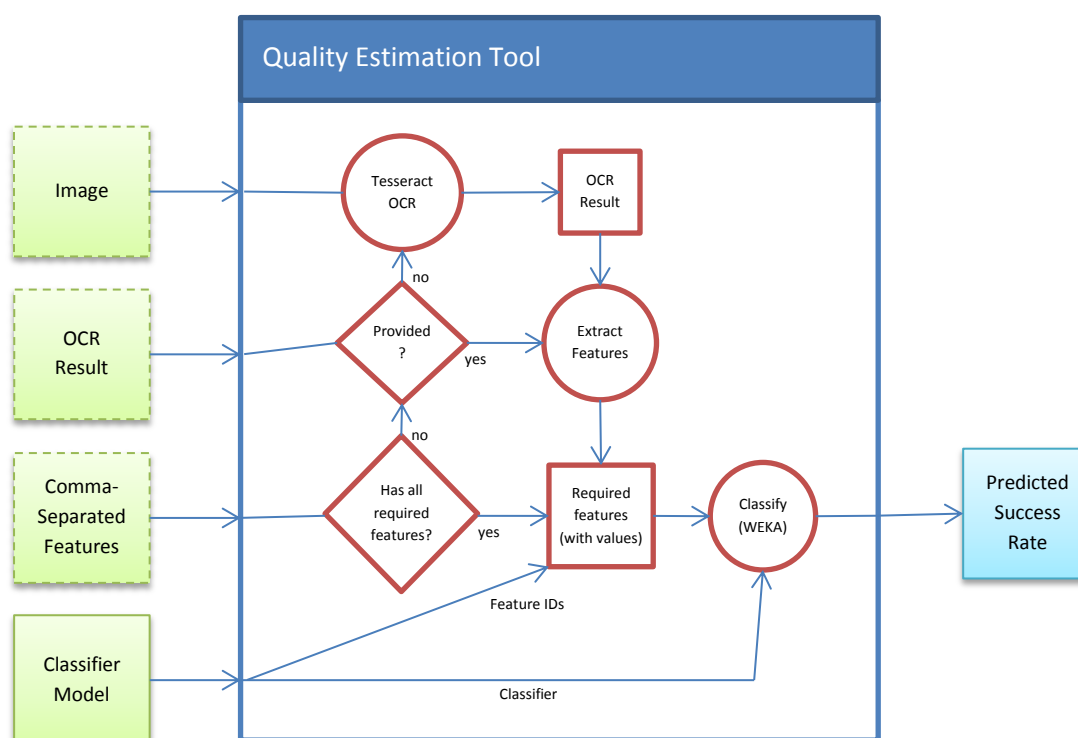 Quality Estimation Tool
Image
Tesseract
OCR
OCR
Result
no
OCR
Result
Provided
?
yes
Extract
Features
no
Comma-
Separated
Features
Has all
required
features?
yes
Required
features
(with values)
Classify
(WEKA)
Predicted
Success
Rate
Feature IDs
Classifier
Model
Classifier